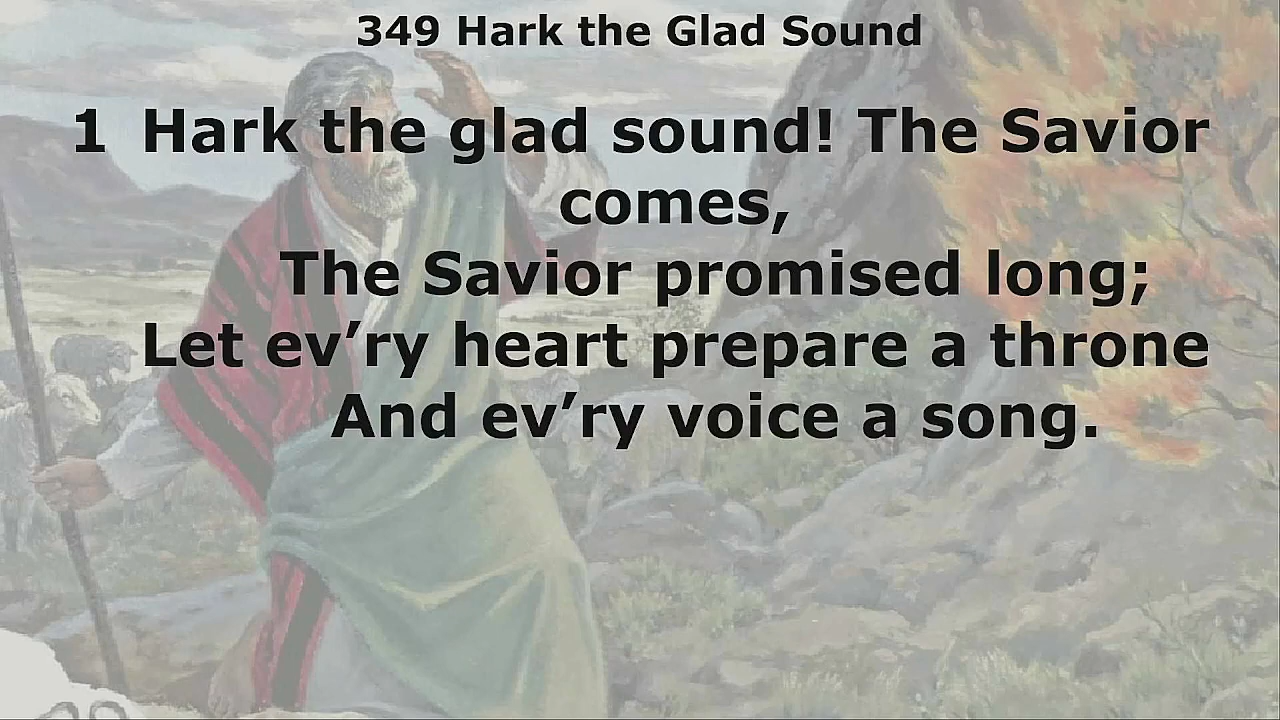 349 Hark the Glad Sound
1 Hark the glad sound! The Savior
comes,
The Savior promised long;
Let ev’ry heart prepare a throne
And ev’ry voice a song.